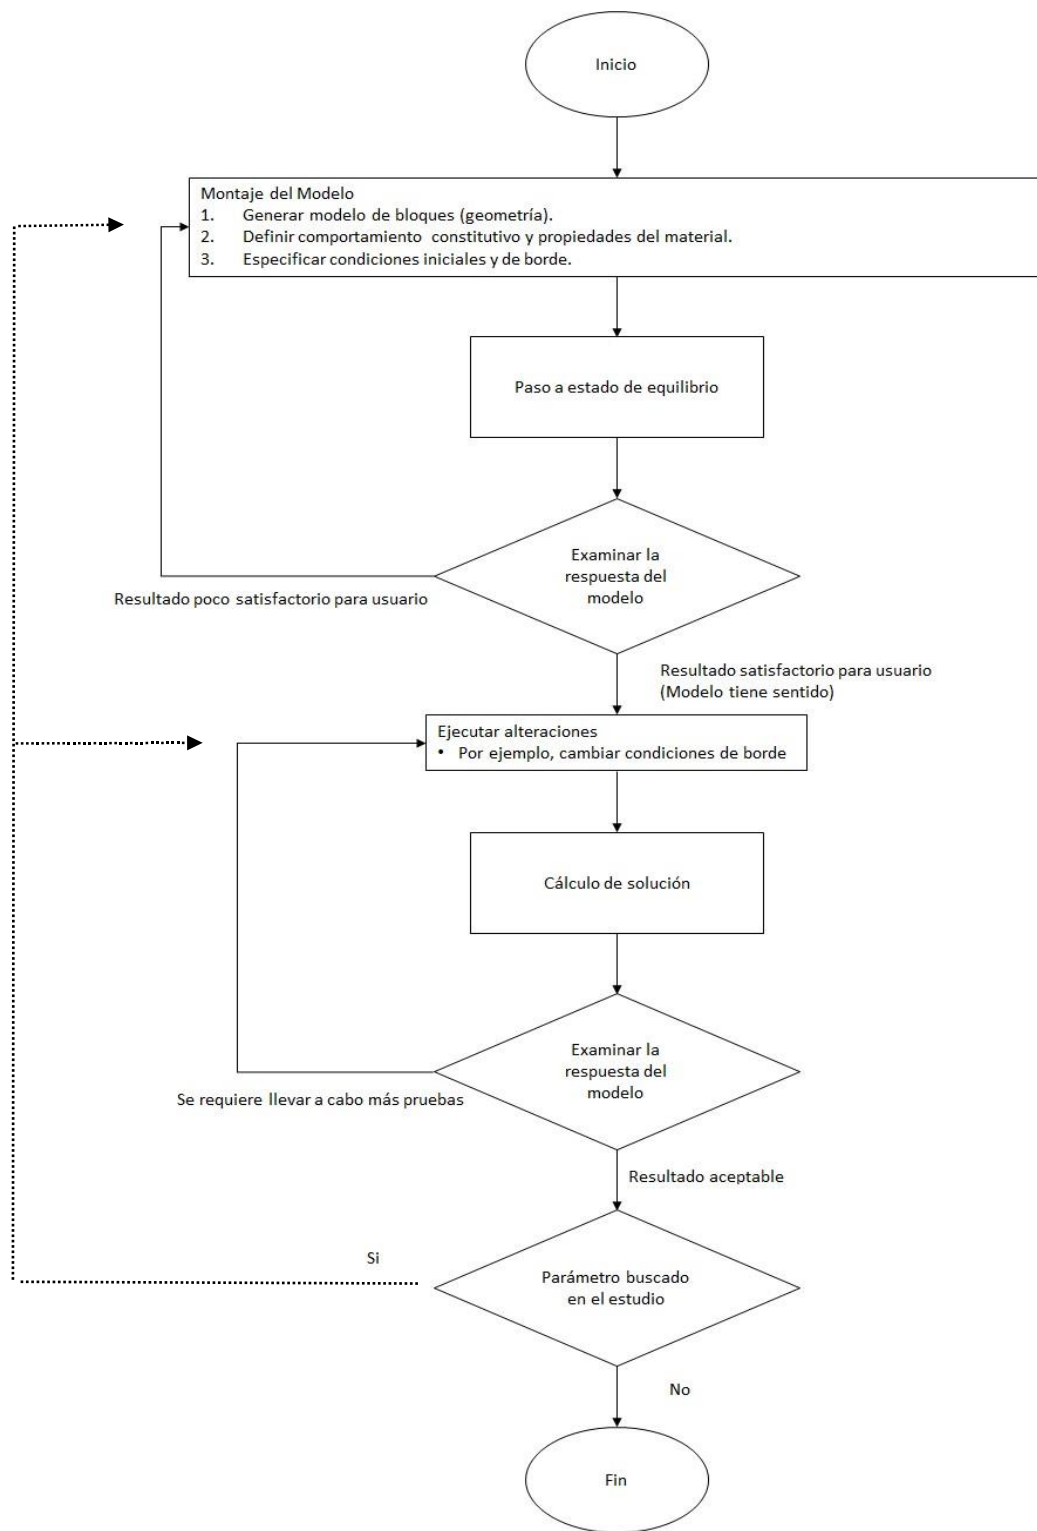 Inicio
Montaje del Modelo
1. Generar modelo de bloques (geometría).
2. Definir comportamiento constitutivo y propiedades del material.
3. Especificar condiciones iniciales y de borde.
Paso a estado de equilibrio
Examinar la
respuesta del
modelo
Resultado poco satisfactorio para usuario
Resultado satisfactorio para usuario
(Modelo tiene sentido)
Ejecutar alteraciones
• Por ejemplo, cambiar condiciones de borde
Cálculo de solución
Examinar la
respuesta del
modelo
Se requiere llevar a cabo más pruebas
Resultado aceptable
Si
Parámetro buscado
en el estudio
No
Fin